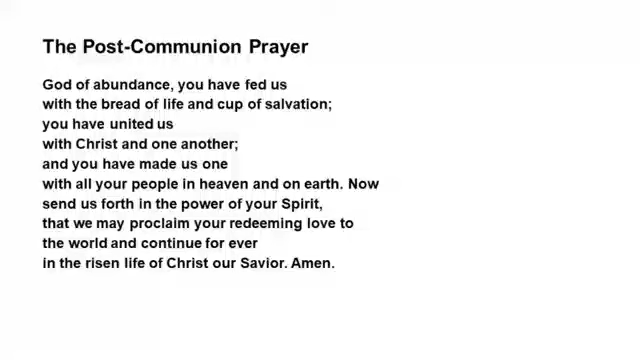 The Post-Communion Prayer
God of abundance, you have fed us
with the bread of life and cup of salvation;
you have united us
with Christ and one another;
and you have made us one
with all your people in heaven and on earth. Now
send us forth in the power of your Spirit,
that we may proclaim your redeeming love to
the world and continue for ever
in the risen life of Christ our Savior. Amen.